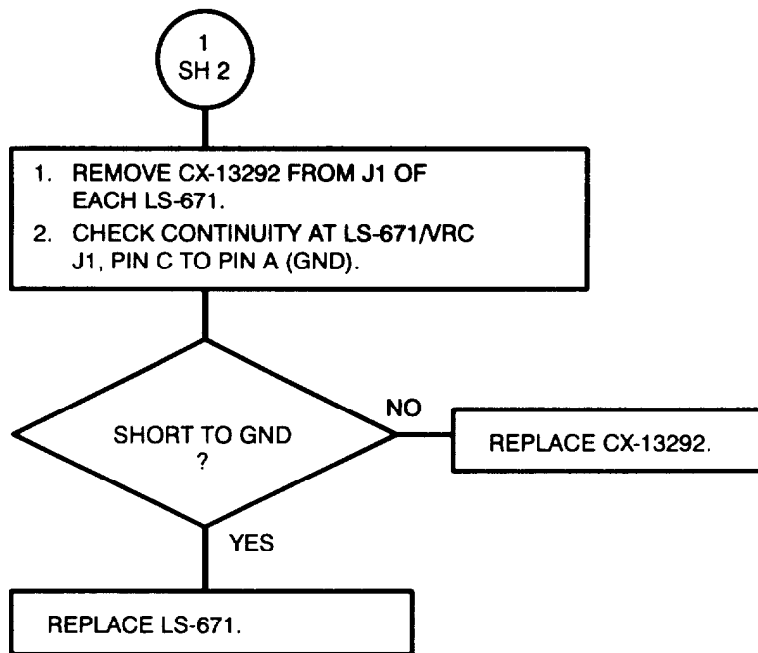 1
SH 2
1. REMOVE CX-13292 FROM J1 OF
EACH LS-671.
2. CHECK CONTINUITY AT LS-671/VRC
J1, PIN C TO PIN A (GND).
SHORT TO GND
?
NO
REPLACE CX-13292.
YES
REPLACE LS-671.